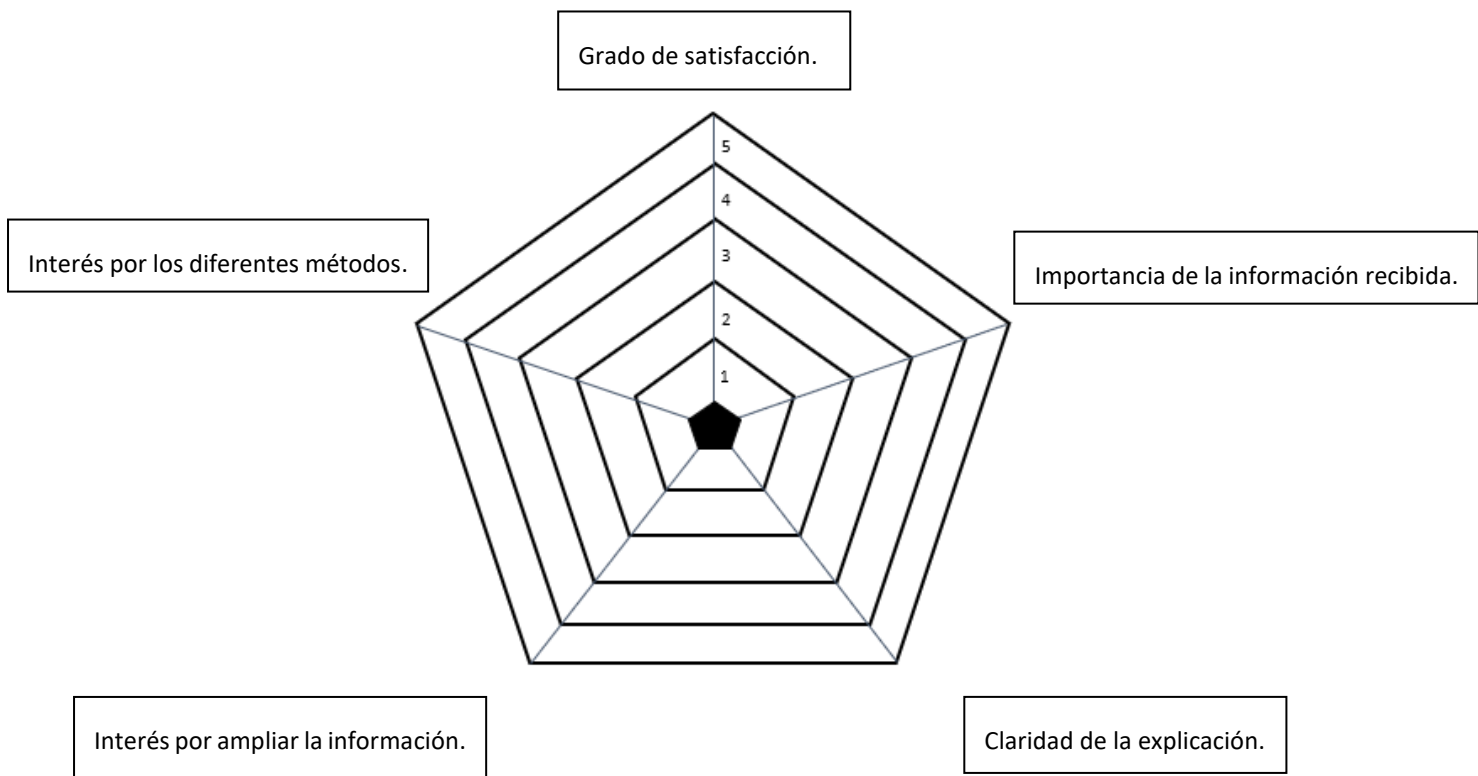 Grado de satisfacción.
5
4
Interés por los diferentes métodos.
Importancia de la información recibida.
3
2
1
Interés por ampliar la información.
Claridad de la explicación.